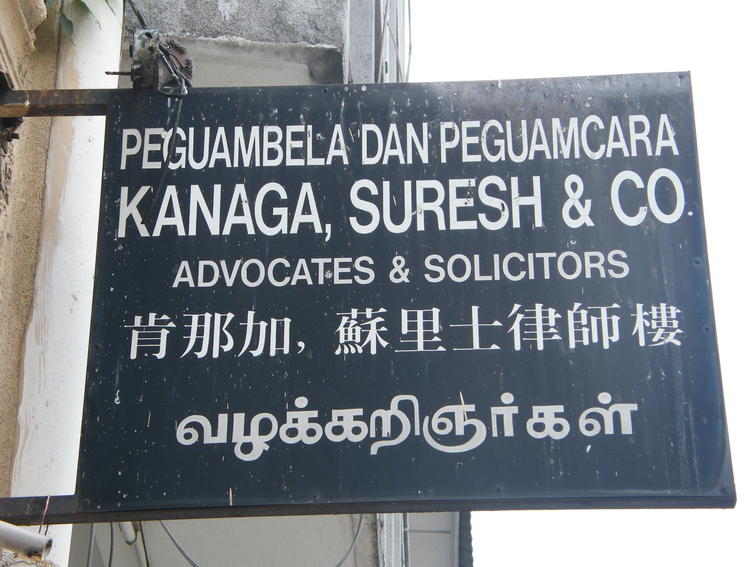 PEGUAMBELA DAN PEGUAMCARA
KANAGA, SURESH & CO.
ADVOCATES & SOLICITORS
肯那加, 蘇里士律師樓
வழக்கறிஞர்கள்